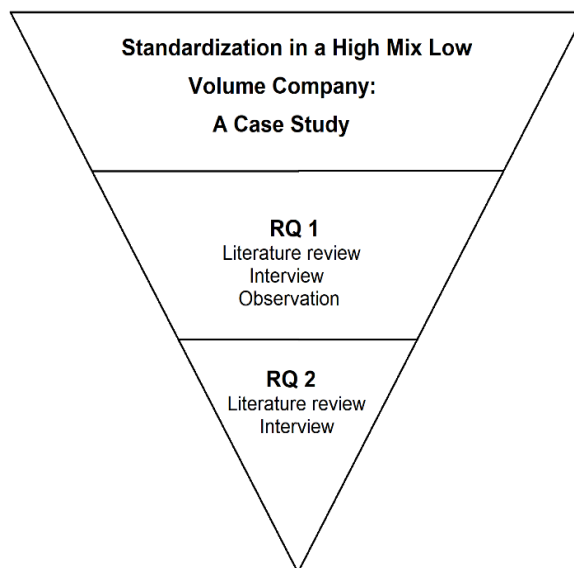 Standardization in a High Mix Low
Volume Company:
A Case Study
RQ 1
Literature review
Interview
Observation
RQ 2
Literature review
Interview